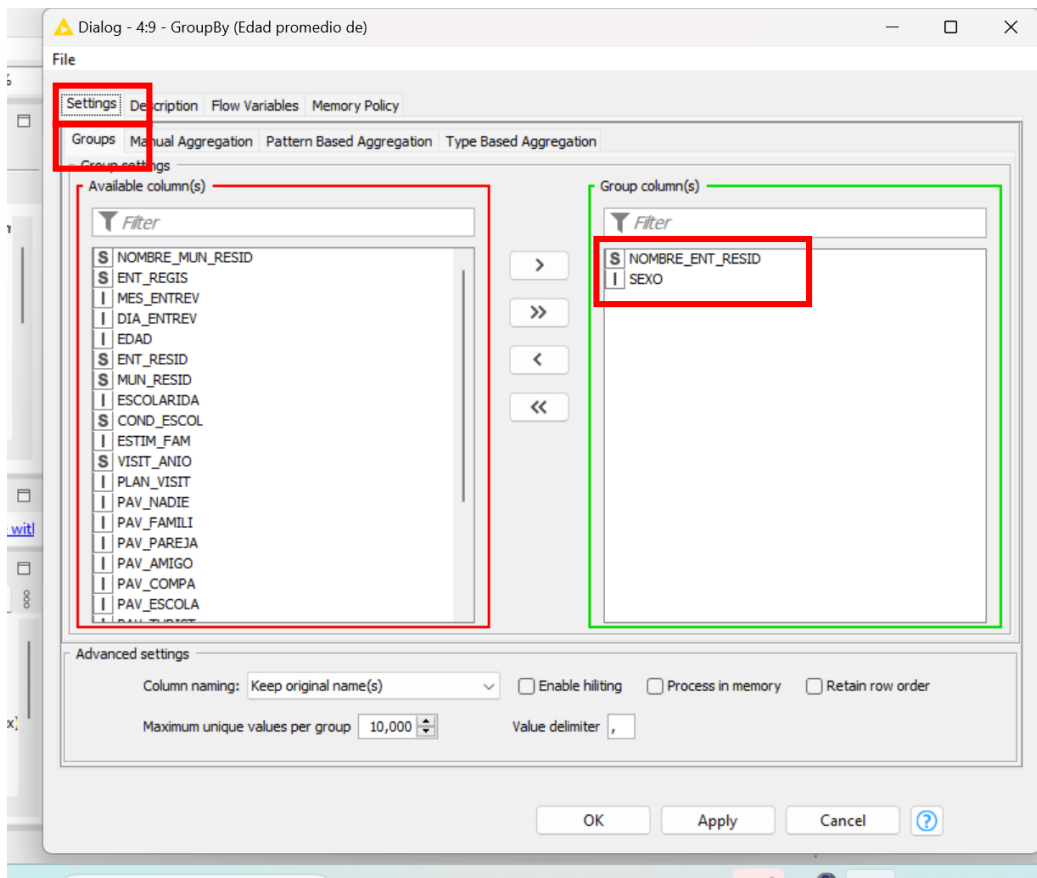 %
Dialog - 4:9 - GroupBy (Edad promedio de)
File
Settings Description Flow Variables Memory Policy
Groups Manual Aggregation Pattern Based Aggregation Type Based Aggregation
Group settings
Available column(s)
Filter
S NOMBRE_MUN_RESID
S ENT_REGIS
I MES_ENTREV
I DIA_ENTREV
I EDAD
S ENT_RESID
S MUN_RESID
I ESCOLARIDA
S COND_ESCOL
I ESTIM_FAM
S VISIT_ANIO
I PLAN_VISIT
I PAV_NADIE
I PAV_FAMILI
I PAV_PAREJA
I PAV_AMIGO
I PAV_COMPA
I PAV_ESCOLA
> 
>>
<
<<
Group column(s)
Filter
S NOMBRE_ENT_RESID
I SEXO
Advanced settings
Column naming: Keep original name(s) Enable hiliting Process in memory Retain row order
Maximum unique values per group 10,000 Value delimiter ,
OK Apply Cancel ?
with
x)